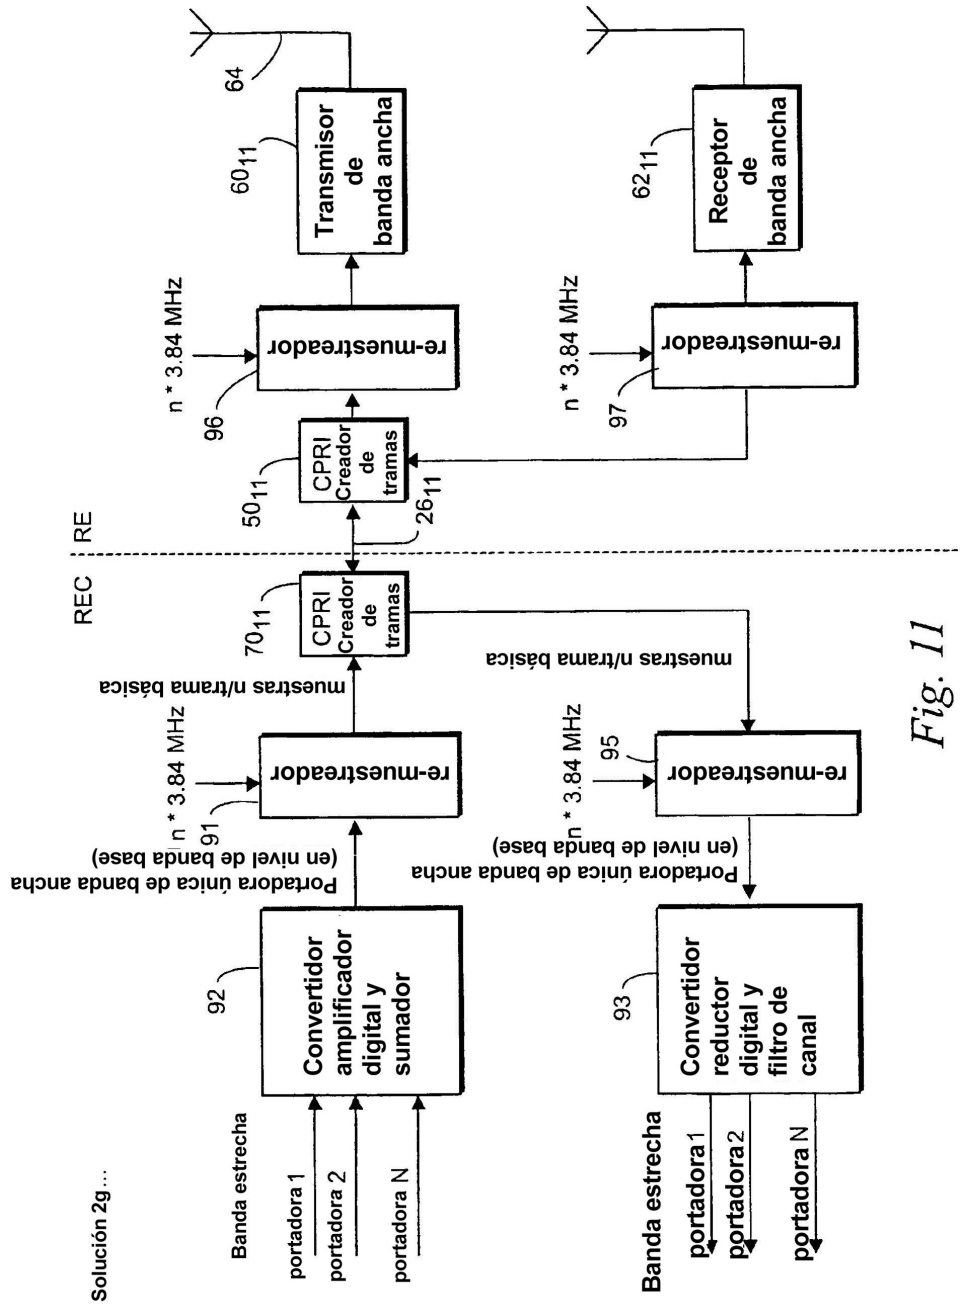 Solución 2g...
REC
RE
Banda estrecha
portadora 1
portadora 2
portadora N
92
Convertidor
amplificador
digital y
sumador
Portadora única de banda ancha
(en nivel de banda base)
n * 3.84 MHz
91
re-muestreador
muestras n/trama básica
70₁₁
CPRI
Creador
de
tramas
26₁₁
50₁₁
CPRI
Creador
de
tramas
n * 3.84 MHz
96
re-muestreador
60₁₁
Transmisor
de
banda ancha
64
Banda estrecha
portadora 1
portadora 2
portadora N
93
Convertidor
reductor
digital y
filtro de
canal
Portadora única de banda ancha
(en nivel de banda base)
n * 3.84 MHz
95
re-muestreador
muestras n/trama básica
n * 3.84 MHz
97
re-muestreador
62₁₁
Receptor
de
banda ancha
Fig. 11